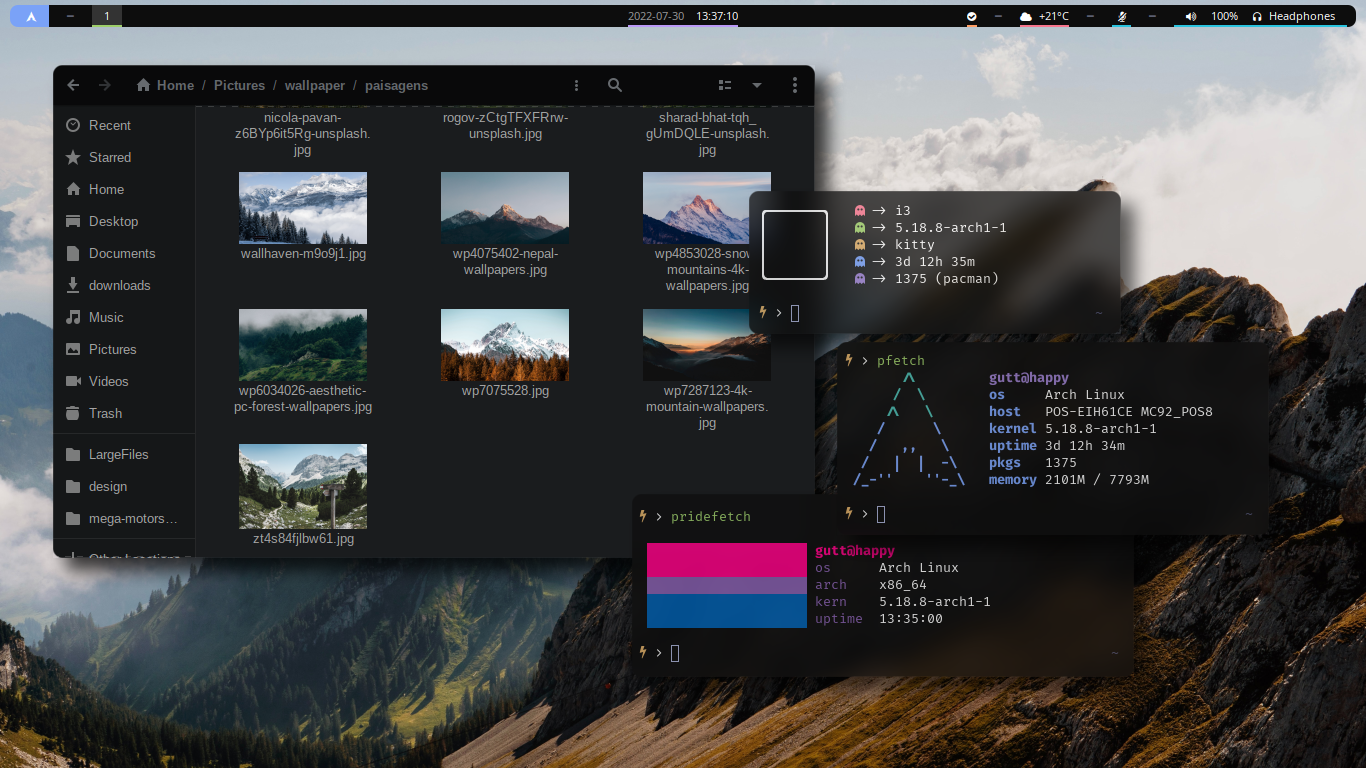 1
2022-07-30 13:37:10
+21°C
100% Headphones
Home / Pictures / wallpaper / paisagens
Recent
Starred
Home
Desktop
Documents
downloads
Music
Pictures
Videos
Trash
LargeFiles
design
mega-motors…
Other Locations
nicola-pavan-
z6BYp6it5Rg-unsplash.
jpg
rogov-zCtgTFXFRrw-
unsplash.jpg
sharad-bhat-tqh_
gUmDQLE-unsplash.
jpg
wallhaven-m9o9j1.jpg
wp4075402-nepal-
wallpapers.jpg
wp4853028-snow-
mountains-4k-
wallpapers.jpg
wp6034026-aesthetic-
pc-forest-wallpapers.jpg
wp7075528.jpg
wp7287123-4k-
mountain-wallpapers.
jpg
zt4s84fjlbw61.jpg
→ i3
→ 5.18.8-arch1-1
→ kitty
→ 3d 12h 35m
→ 1375 (pacman)
> ~
> pfetch
gutt@happy
os Arch Linux
host POS-EIH61CE MC92_POS8
kernel 5.18.8-arch1-1
uptime 3d 12h 34m
pkgs 1375
memory 2101M / 7793M
> ~
> pridefetch
gutt@happy
os Arch Linux
arch x86_64
kern 5.18.8-arch1-1
uptime 13:35:00
> ~